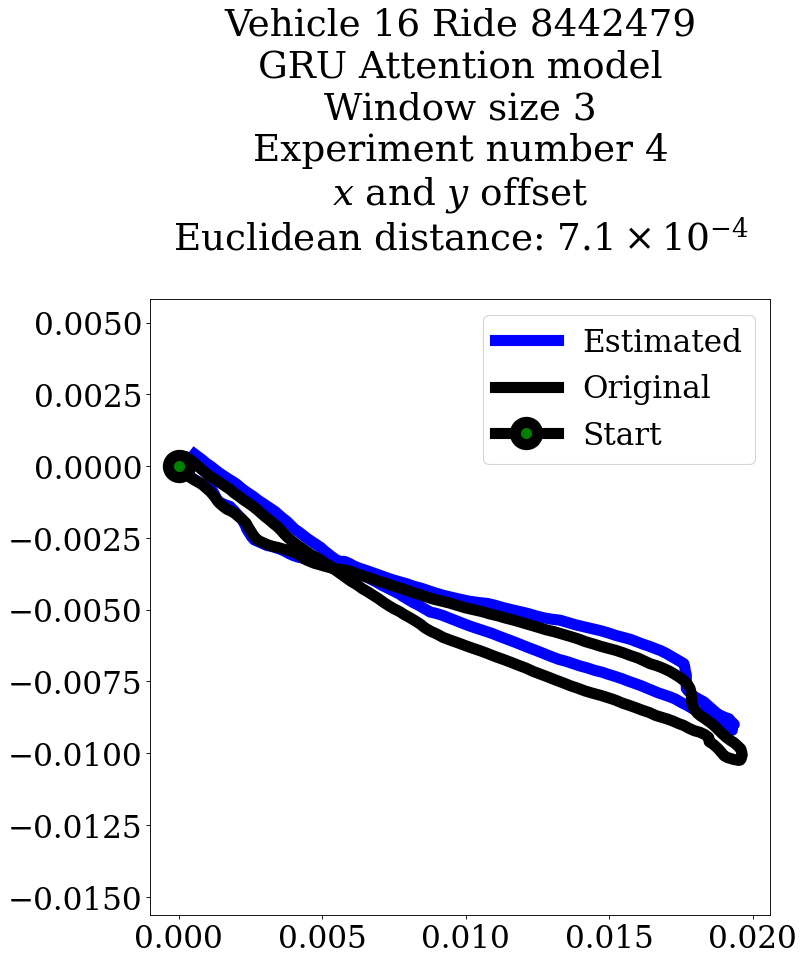 Vehicle 16 Ride 8442479
GRU Attention model
Window size 3
Experiment number 4
x and y offset
Euclidean distance: 7.1 × 10⁻⁴
Estimated
Original
Start
0.0050
0.0025
0.0000
−0.0025
−0.0050
−0.0075
−0.0100
−0.0125
−0.0150
0.000 0.005 0.010 0.015 0.020